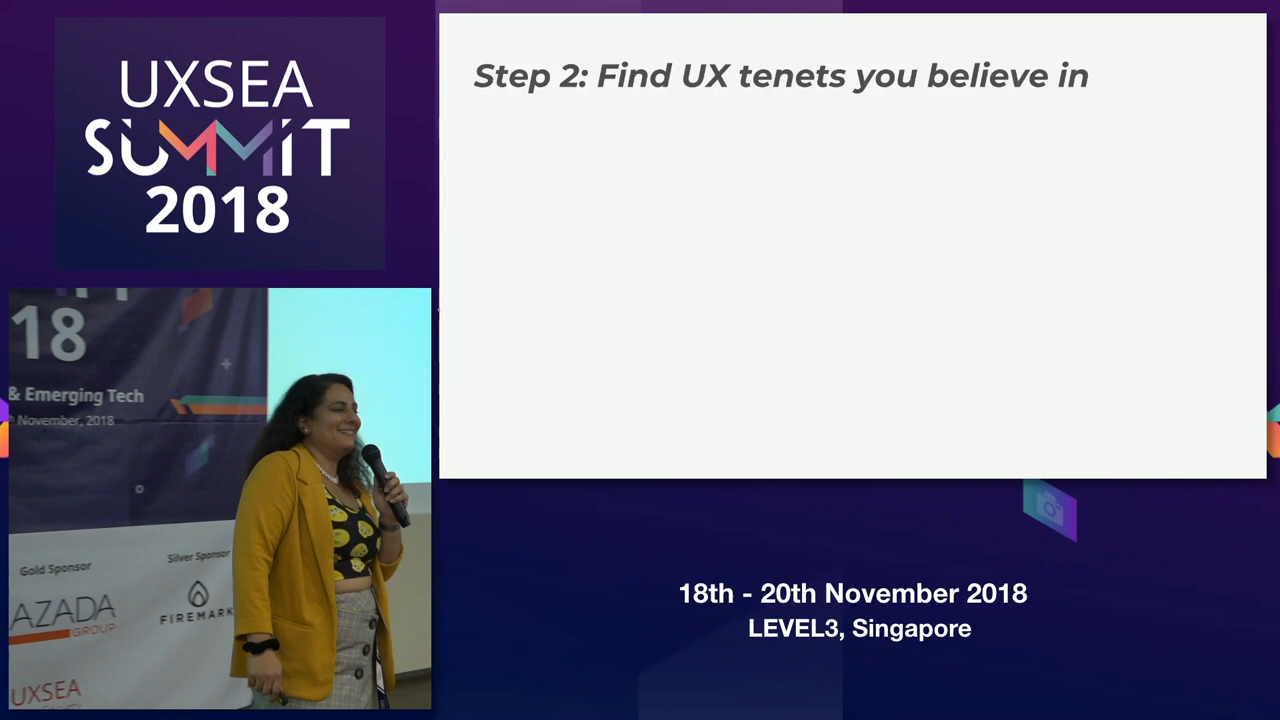 UXSEA
SUMMIT
2018
Step 2: Find UX tenets you believe in
18
& Emerging Tech
November, 2018
Gold Sponsor
Silver Sponsor
AZADA
GROUP
FIREMARK
UXSEA
18th - 20th November 2018
LEVEL3, Singapore